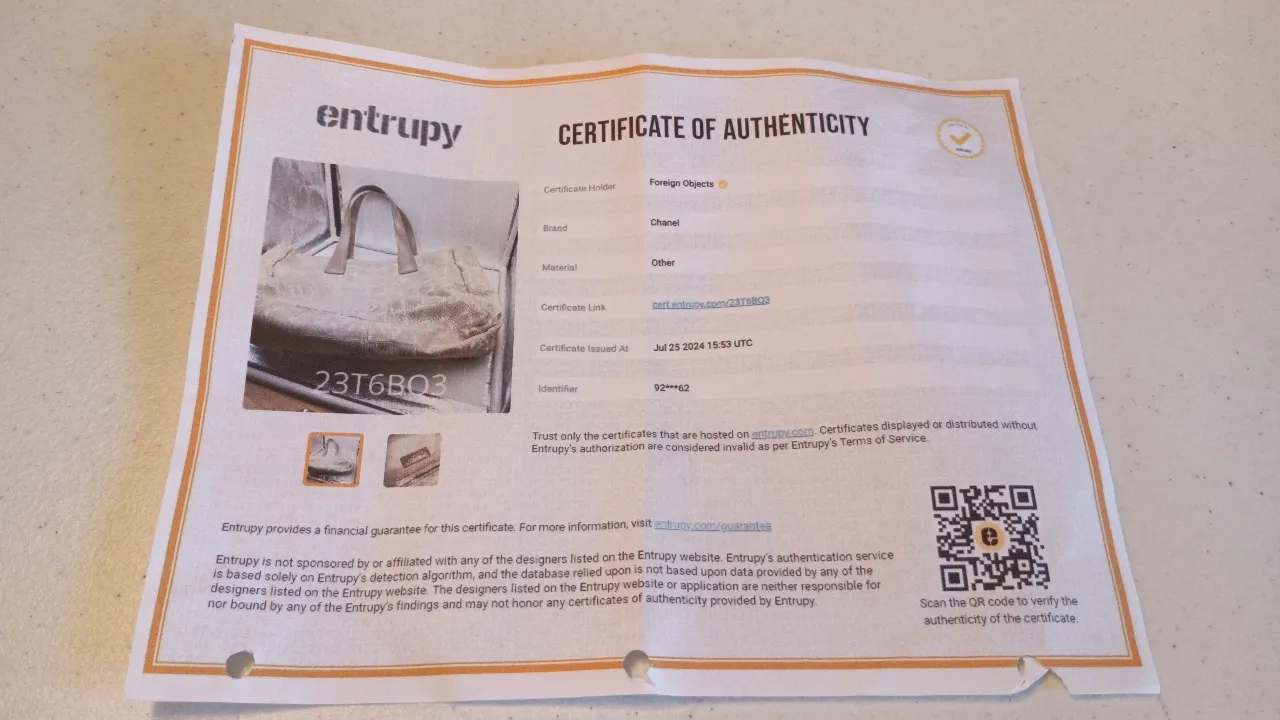 entrupy
CERTIFICATE OF AUTHENTICITY
Certificate Holder
Foreign Objects
Brand
Chanel
Material
Other
Certificate Link
cert.entrupy.com/23T6BQ3
Certificate Issued At
Jul 25 2024 15:53 UTC
Identifier
92***62
23T6BQ3
Trust only the certificates that are hosted on entrupy.com. Certificates displayed or distributed without
Entrupy's authorization are considered invalid as per Entrupy's Terms of Service.
Entrupy provides a financial guarantee for this certificate. For more information, visit entrupy.com/guarantee
Entrupy is not sponsored by or affiliated with any of the designers listed on the Entrupy website. Entrupy's authentication service
is based solely on Entrupy's detection algorithm, and the database relied upon is not based upon data provided by any of the
designers listed on the Entrupy website. The designers listed on the Entrupy website or application are neither responsible for
nor bound by any of the Entrupy's findings and may not honor any certificates of authenticity provided by Entrupy.
e
Scan the QR code to verify the
authenticity of the certificate.